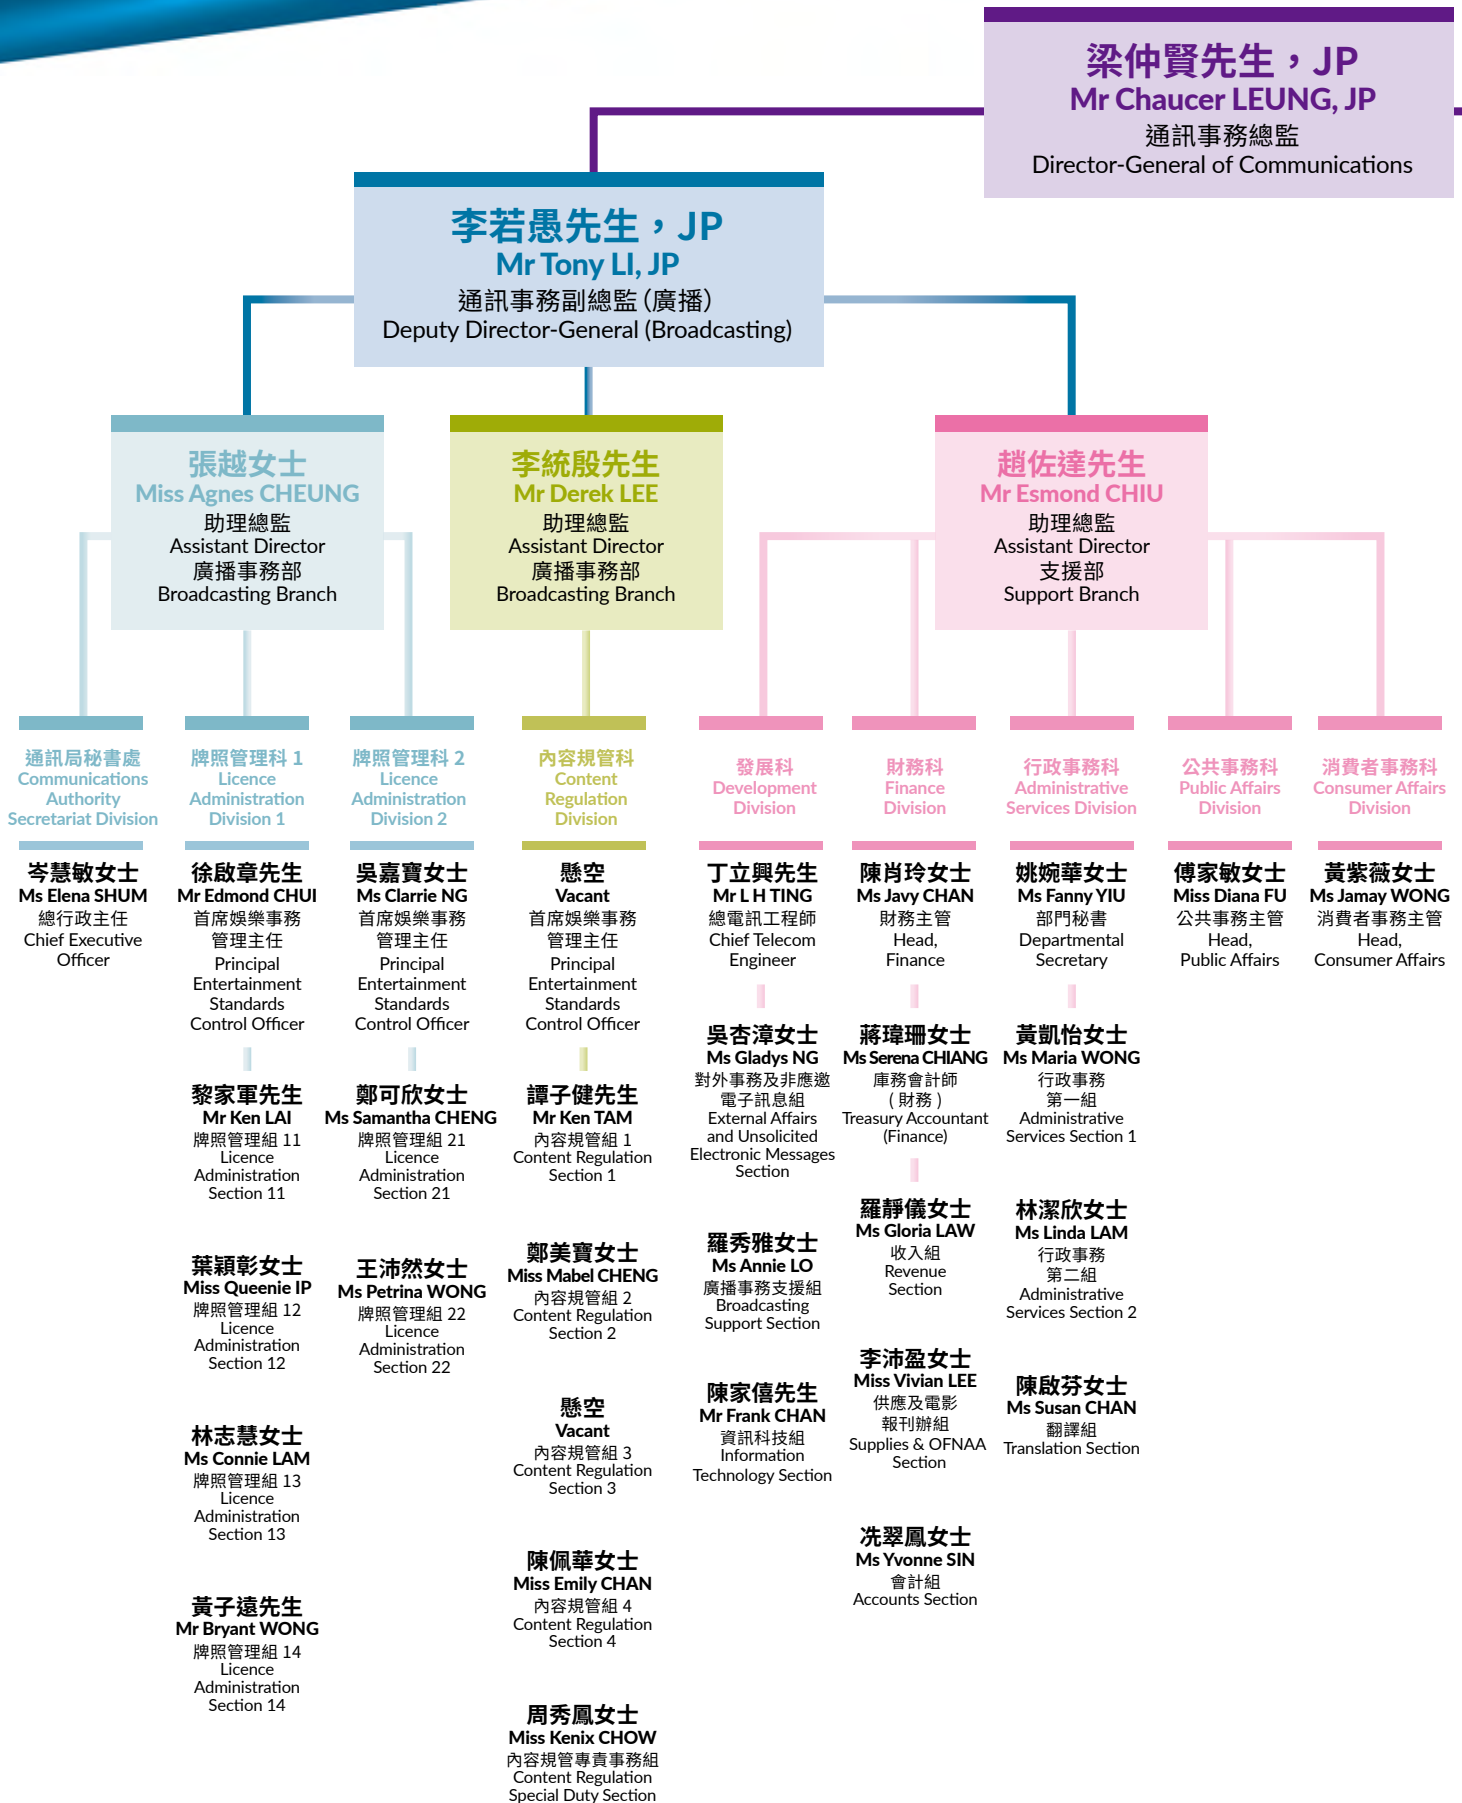 梁仲賢先生，JP
Mr Chaucer LEUNG, JP
通訊事務總監
Director-General of Communications
李若愚先生，JP
Mr Tony LI, JP
通訊事務副總監（廣播）
Deputy Director-General (Broadcasting)
張越女士
Miss Agnes CHEUNG
助理總監
Assistant Director
廣播事務部
Broadcasting Branch
李統殷先生
Mr Derek LEE
助理總監
Assistant Director
廣播事務部
Broadcasting Branch
趙佐達先生
Mr Esmond CHIU
助理總監
Assistant Director
支援部
Support Branch
通訊局秘書處
Communications
Authority
Secretariat Division
岑慧敏女士
Ms Elena SHUM
總行政主任
Chief Executive
Officer
牌照管理科 1
Licence
Administration
Division 1
徐啟章先生
Mr Edmond CHUI
首席娛樂事務
管理主任
Principal
Entertainment
Standards
Control Officer
黎家軍先生
Mr Ken LAI
牌照管理組 11
Licence
Administration
Section 11
葉穎彰女士
Miss Queenie IP
牌照管理組 12
Licence
Administration
Section 12
林志慧女士
Ms Connie LAM
牌照管理組 13
Licence
Administration
Section 13
黃子遠先生
Mr Bryant WONG
牌照管理組 14
Licence
Administration
Section 14
牌照管理科 2
Licence
Administration
Division 2
吳嘉寶女士
Ms Clarrie NG
首席娛樂事務
管理主任
Principal
Entertainment
Standards
Control Officer
鄭可欣女士
Ms Samantha CHENG
牌照管理組 21
Licence
Administration
Section 21
王沛然女士
Ms Petrina WONG
牌照管理組 22
Licence
Administration
Section 22
內容規管科
Content
Regulation
Division
懸空
Vacant
首席娛樂事務
管理主任
Principal
Entertainment
Standards
Control Officer
譚子健先生
Mr Ken TAM
內容規管組 1
Content Regulation
Section 1
鄭美寶女士
Miss Mabel CHENG
內容規管組 2
Content Regulation
Section 2
懸空
Vacant
內容規管組 3
Content Regulation
Section 3
陳佩華女士
Miss Emily CHAN
內容規管組 4
Content Regulation
Section 4
周秀鳳女士
Miss Kenix CHOW
內容規管專責事務組
Content Regulation
Special Duty Section
發展科
Development
Division
丁立興先生
Mr L H TING
總電訊工程師
Chief Telecom
Engineer
吳杏漳女士
Ms Gladys NG
對外事務及非應邀
電子訊息組
External Affairs
and Unsolicited
Electronic Messages
Section
羅秀雅女士
Ms Annie LO
廣播事務支援組
Broadcasting
Support Section
陳家僖先生
Mr Frank CHAN
資訊科技組
Information
Technology Section
財務科
Finance
Division
陳肖玲女士
Ms Javy CHAN
財務主管
Head,
Finance
蔣瑋珊女士
Ms Serena CHIANG
庫務會計師
( 財務 )
Treasury Accountant
(Finance)
羅靜儀女士
Ms Gloria LAW
收入組
Revenue
Section
李沛盈女士
Miss Vivian LEE
供應及電影
報刊辦組
Supplies & OFNAA
Section
冼翠鳳女士
Ms Yvonne SIN
會計組
Accounts Section
行政事務科
Administrative
Services Division
姚婉華女士
Ms Fanny YIU
部門秘書
Departmental
Secretary
黃凱怡女士
Ms Maria WONG
行政事務
第一組
Administrative
Services Section 1
林潔欣女士
Ms Linda LAM
行政事務
第二組
Administrative
Services Section 2
陳啟芬女士
Ms Susan CHAN
翻譯組
Translation Section
公共事務科
Public Affairs
Division
傅家敏女士
Miss Diana FU
公共事務主管
Head,
Public Affairs
消費者事務科
Consumer Affairs
Division
黃紫薇女士
Ms Jamay WONG
消費者事務主管
Head,
Consumer Affairs